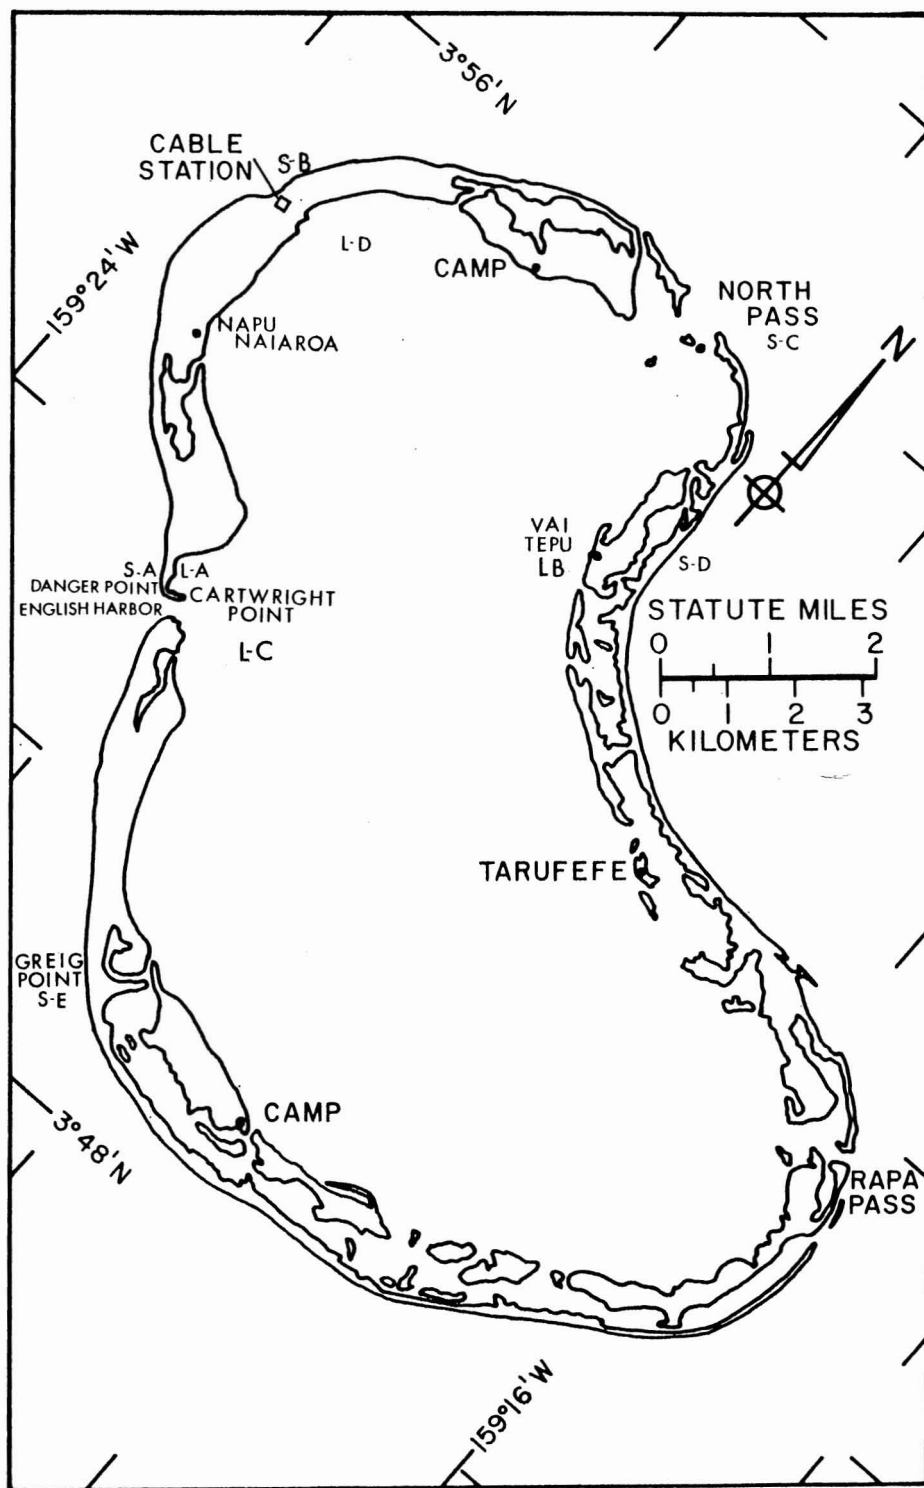 3°56'N
CABLE
STATION
S-B
159°24'W
L-D
CAMP
NORTH
PASS
S-C
NAPU
NAIAROA
N
VAI
TEPU
LB
S-D
S-A
L-A
DANGER POINT
ENGLISH HARBOR
CARTWRIGHT
POINT
L-C
STATUTE MILES
0 1 2
0 1 2 3
KILOMETERS
TARUFEFE
GREIG
POINT
S-E
CAMP
3°48'N
RAPA
PASS
159°16'W